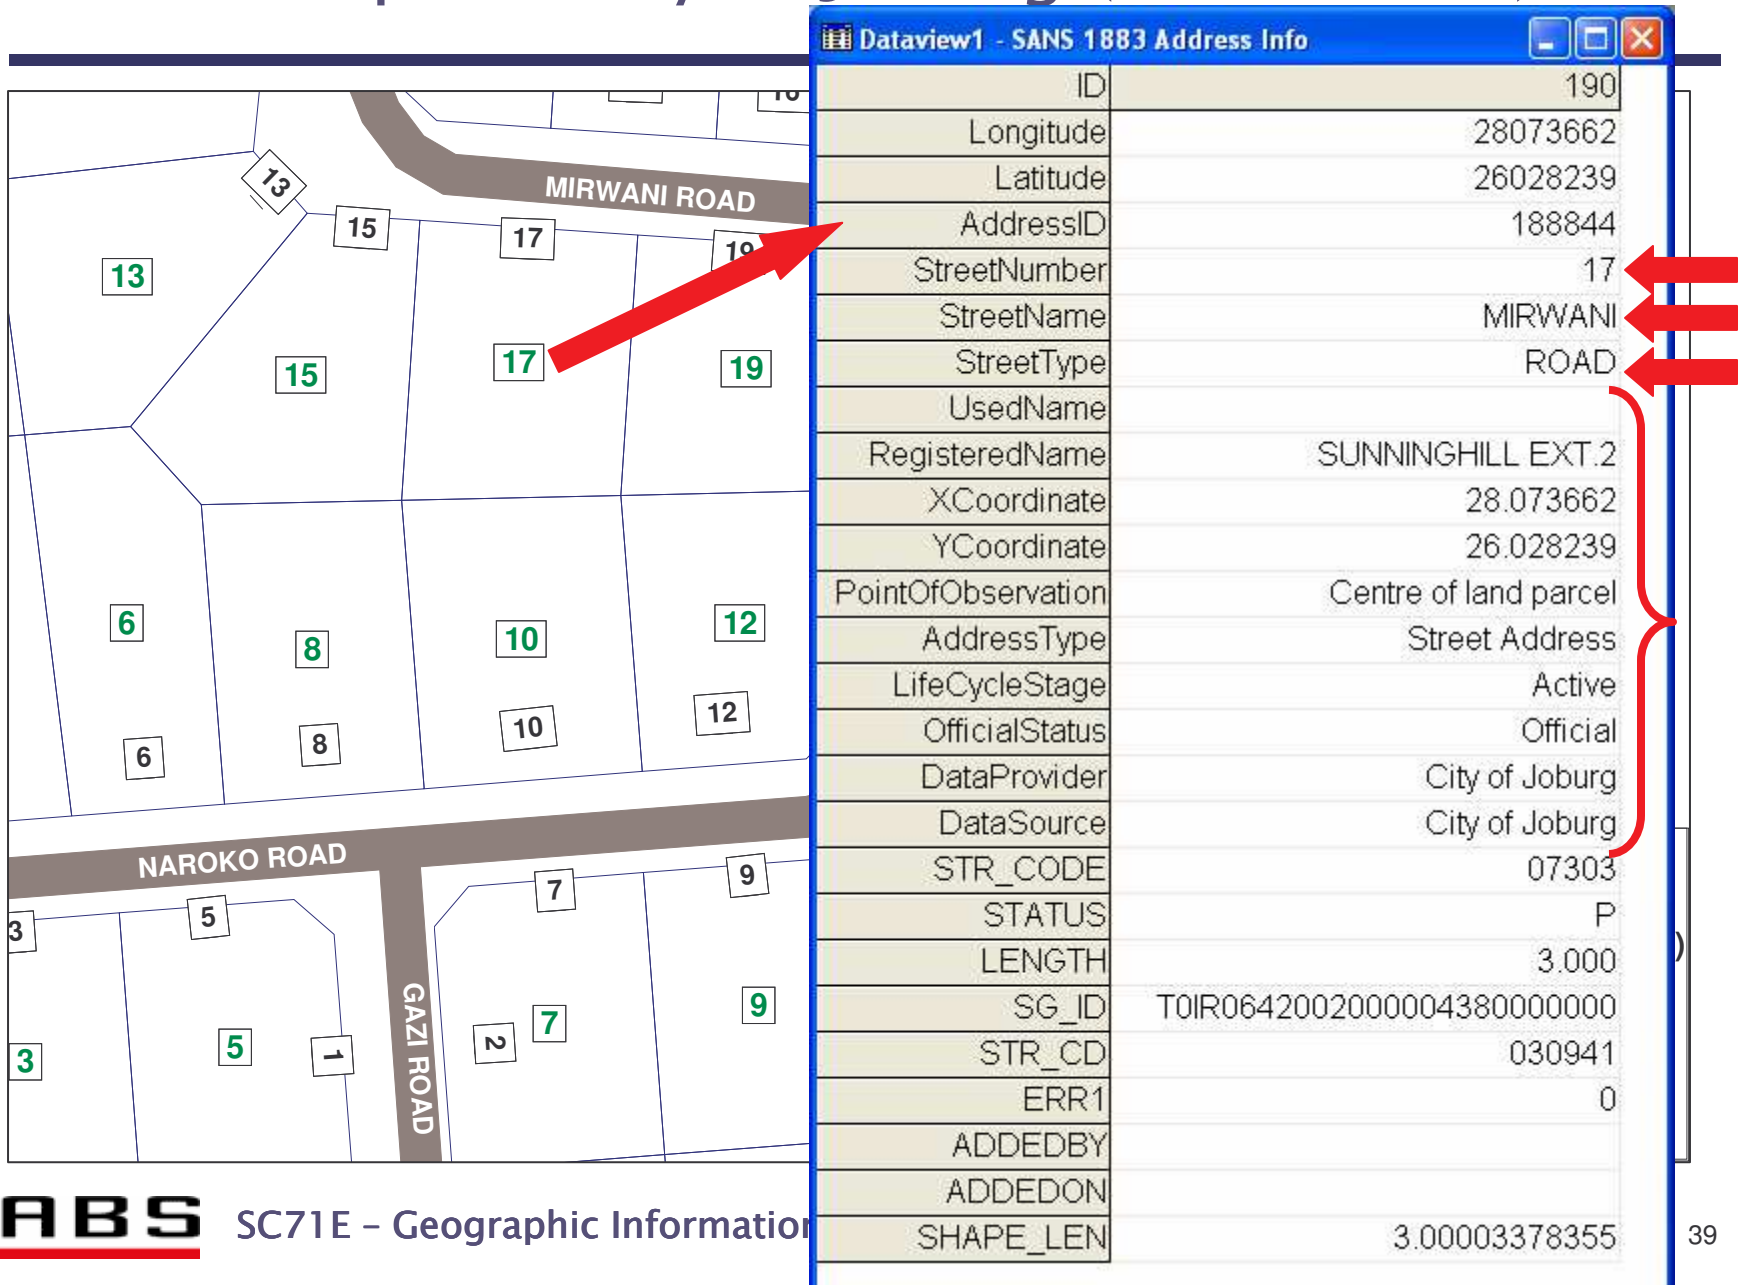 Dataview1 - SANS 1883 Address Info
ID 190
Longitude 28073662
Latitude 26028239
AddressID 188844
StreetNumber 17
StreetName MIRWANI
StreetType ROAD
UsedName
RegisteredName SUNNINGHILL EXT.2
XCoordinate 28.073662
YCoordinate 26.028239
PointOfObservation Centre of land parcel
AddressType Street Address
LifeCycleStage Active
OfficialStatus Official
DataProvider City of Joburg
DataSource City of Joburg
STR_CODE 07303
STATUS P
LENGTH 3.000
SG_ID T0IR0642002000004380000000
STR_CD 030941
ERR1 0
ADDEDBY
ADDEDON
SHAPE_LEN 3.00003378355
MIRWANI ROAD
13
15
17
19
13
15
17
19
6
8
10
12
6
8
10
12
NAROKO ROAD
3
5
7
9
GAZI ROAD
3
5
1
2
7
9
)
ABS
SC71E – Geographic Information
39